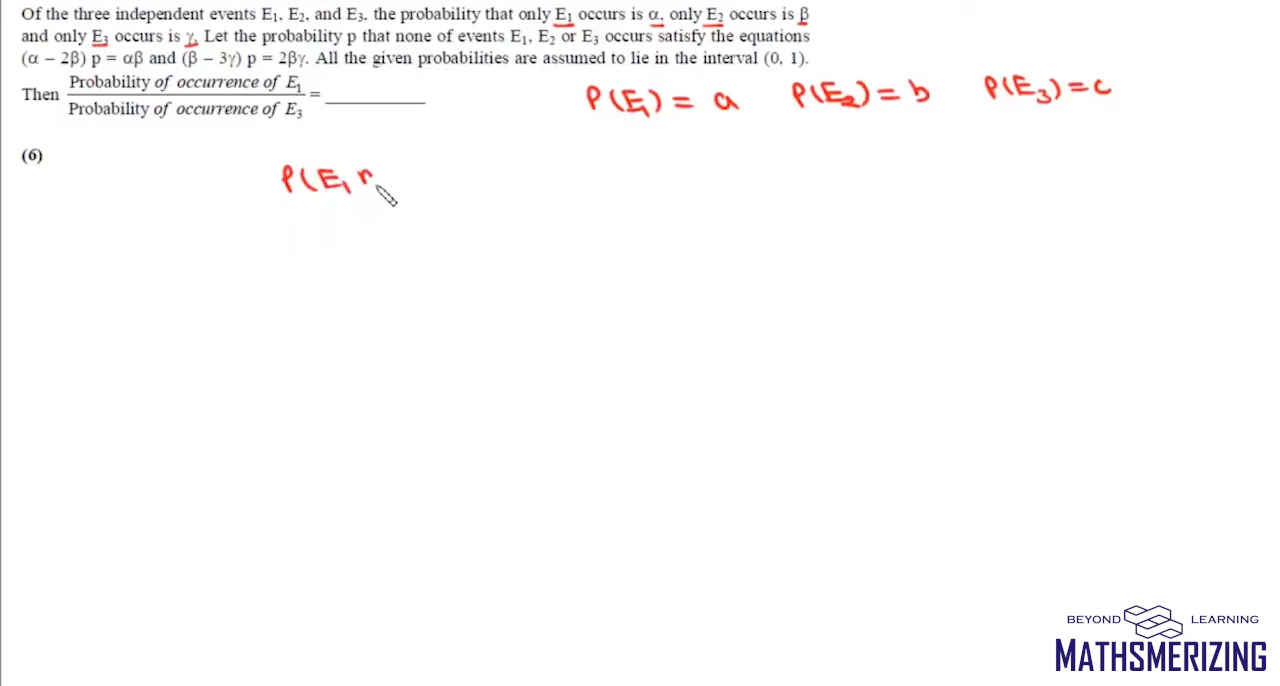 Of the three independent events E₁, E₂, and E₃, the probability that only E₁ occurs is α, only E₂ occurs is β
and only E₃ occurs is γ. Let the probability p that none of events E₁, E₂ or E₃ occurs satisfy the equations
(α – 2β) p = αβ and (β – 3γ) p = 2βγ. All the given probabilities are assumed to lie in the interval (0, 1).
Then Probability of occurrence of E₁ / Probability of occurrence of E₃ = ____________
P(E₁) = a P(E₂) = b P(E₃) = c
(6)
P(E₁ ∩
BEYOND LEARNING
MATHSMERIZING